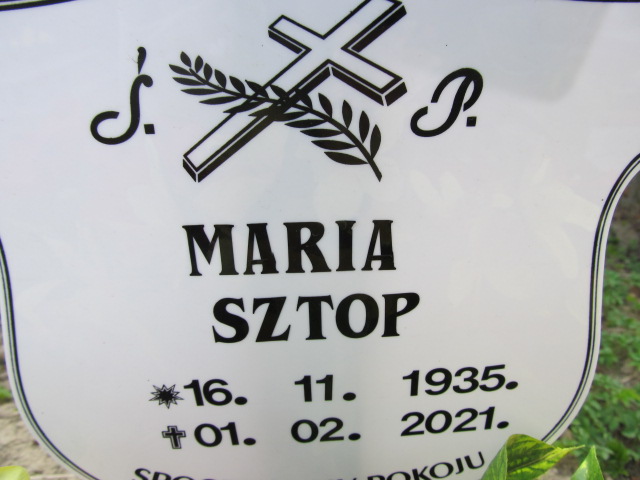 Ś. P.
MARIA
SZTOP
16. 11. 1935.
01. 02. 2021.
POKOJU